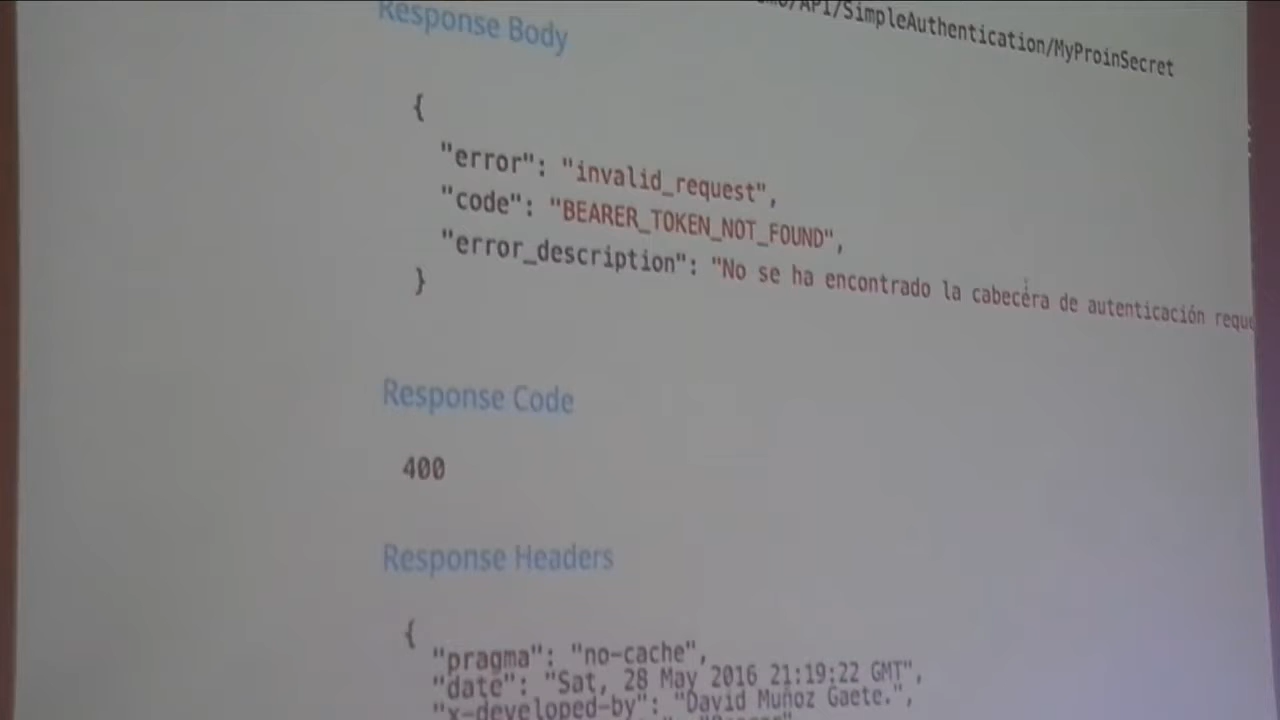 /API/SimpleAuthentication/MyProinSecret
Response Body
{
"error": "invalid_request",
"code": "BEARER_TOKEN_NOT_FOUND",
"error_description": "No se ha encontrado la cabecera de autenticación
}
Response Code
400
Response Headers
{
"pragma": "no-cache",
"date": "Sat, 28 May 2016 21:19:22 GMT",
"x-developed-by": "David Muñoz Gaete.",